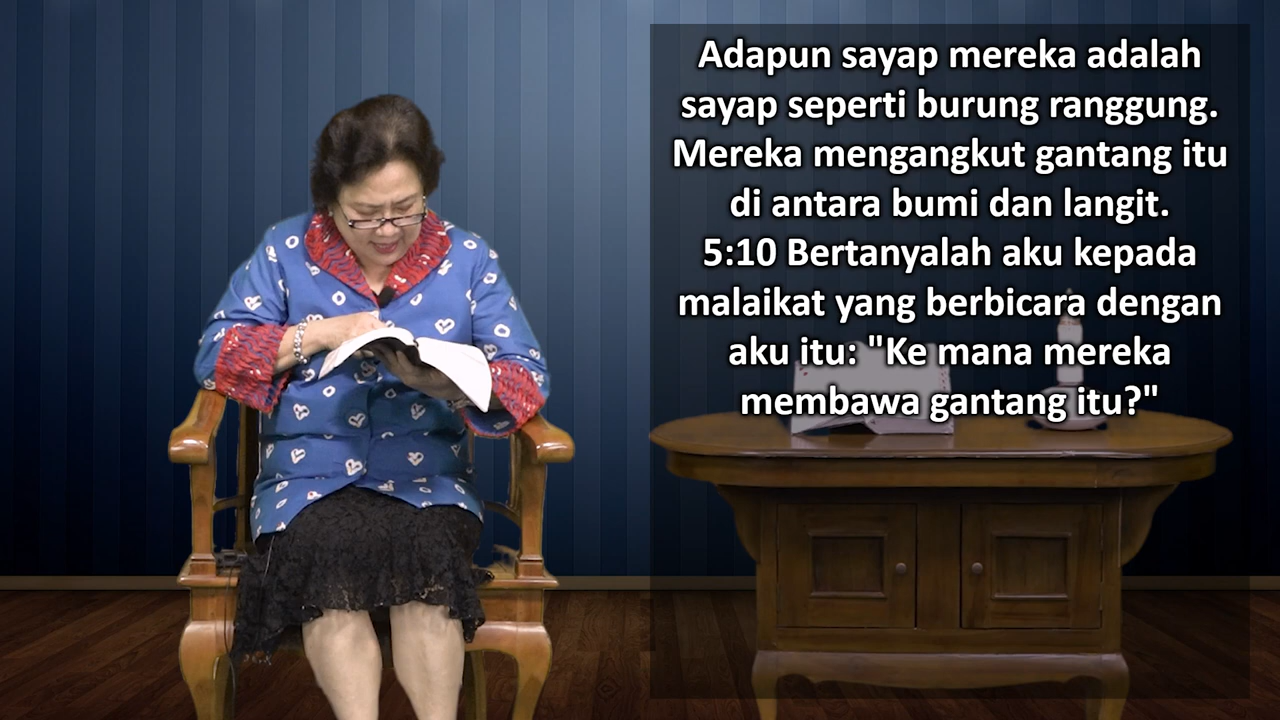 Adapun sayap mereka adalah
sayap seperti burung ranggung.
Mereka mengangkut gantang itu
di antara bumi dan langit.
5:10 Bertanyalah aku kepada
malaikat yang berbicara dengan
aku itu: "Ke mana mereka
membawa gantang itu?"